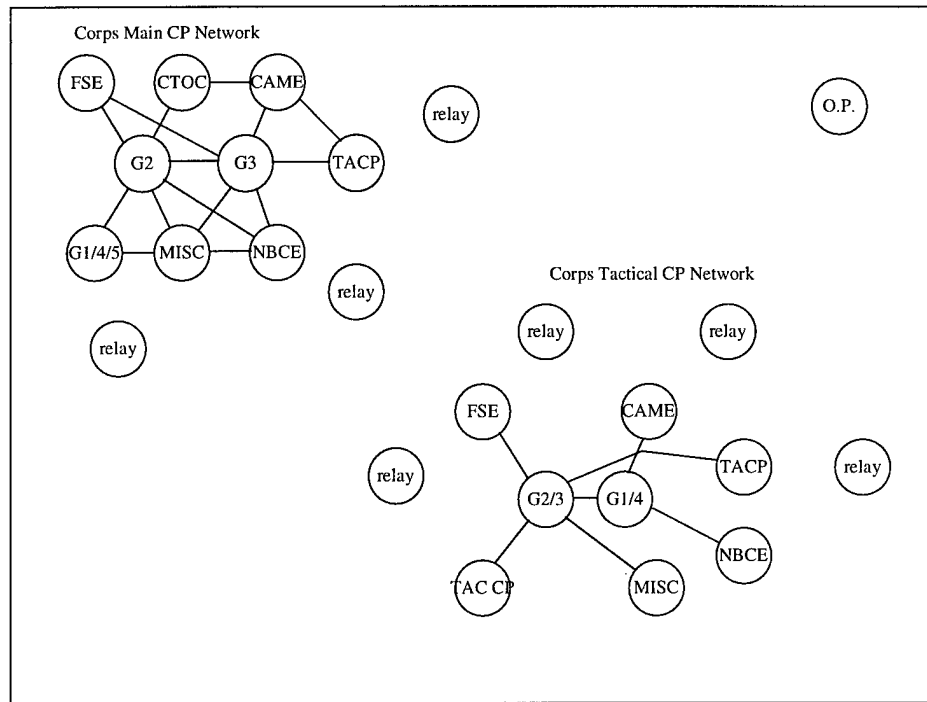 Corps Main CP Network
FSE
CTOC
CAME
relay
O.P.
G2
G3
TACP
G1/4/5
MISC
NBCE
Corps Tactical CP Network
relay
relay
relay
relay
FSE
CAME
TACP
relay
relay
G2/3
G1/4
NBCE
TAC CP
MISC